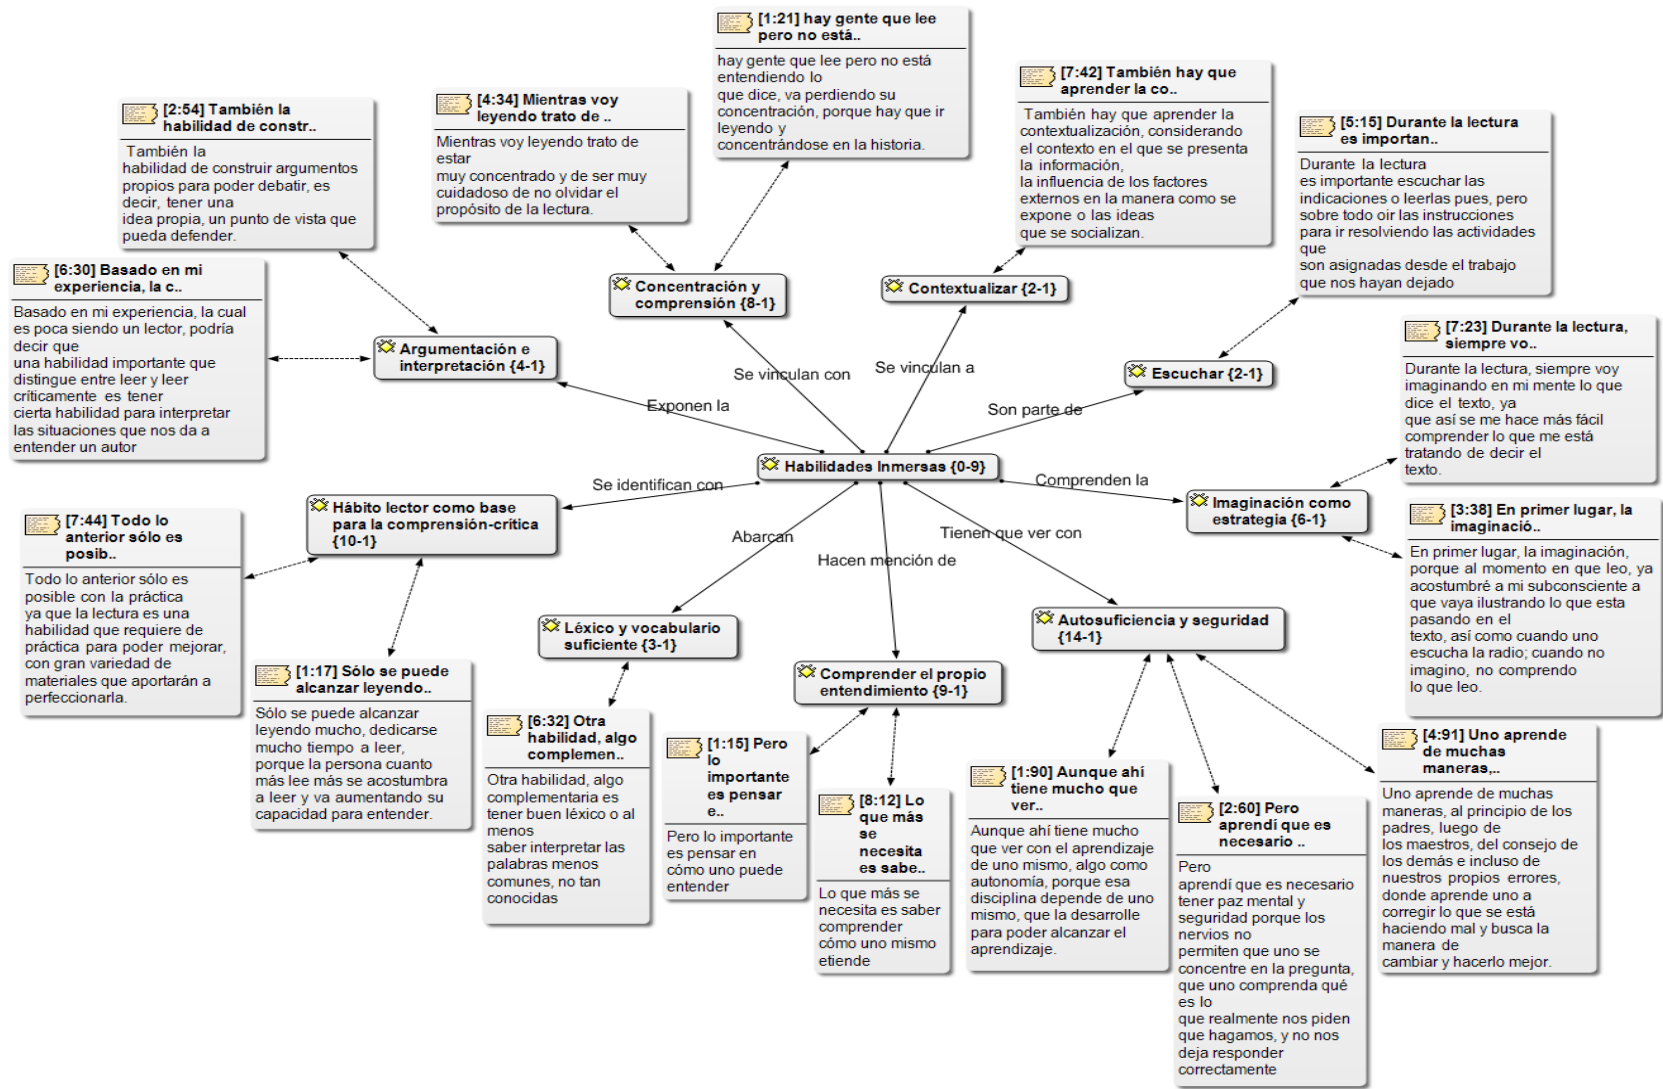 [1:21] hay gente que lee
pero no está..
hay gente que lee pero no está
entendiendo lo
que dice, va perdiendo su
concentración, porque hay que ir
leyendo y
concentrándose en la historia.
[7:42] También hay que
aprender la co..
También hay que aprender la
contextualización, considerando
el contexto en el que se presenta
la información,
la influencia de los factores
externos en la manera como se
expone o las ideas
que se socializan.
[4:34] Mientras voy
leyendo trato de ..
Mientras voy leyendo trato de
estar
muy concentrado y de ser muy
cuidadoso de no olvidar el
propósito de la lectura.
[2:54] También la
habilidad de constr..
También la
habilidad de construir argumentos
propios para poder debatir, es
decir, tener una
idea propia, un punto de vista que
pueda defender.
[5:15] Durante la lectura
es importan..
Durante la lectura
es importante escuchar las
indicaciones o leerlas pues, pero
sobre todo oir las instrucciones
para ir resolviendo las actividades
que
son asignadas desde el trabajo
que nos hayan dejado
[6:30] Basado en mi
experiencia, la c..
Basado en mi experiencia, la cual
es poca siendo un lector, podría
decir que
una habilidad importante que
distingue entre leer y leer
críticamente es tener
cierta habilidad para interpretar
las situaciones que nos da a
entender un autor
Concentración y
comprensión {8-1}
Contextualizar {2-1}
Argumentación e
interpretación {4-1}
Escuchar {2-1}
[7:23] Durante la lectura,
siempre vo..
Durante la lectura, siempre voy
imaginando en mi mente lo que
dice el texto, ya
que así se me hace más fácil
comprender lo que me está
tratando de decir el
texto.
Se vinculan con
Se vinculan a
Exponen la
Son parte de
Habilidades Inmersas {0-9}
Se identifican con
Comprenden la
Abarcan
Hacen mención de
Tienen que ver con
Hábito lector como base
para la comprensión-crítica
{10-1}
Imaginación como
estrategia {6-1}
[7:44] Todo lo
anterior sólo es
posib..
Todo lo anterior sólo es
posible con la práctica
ya que la lectura es una
habilidad que requiere de
práctica para poder mejorar,
con gran variedad de
materiales que aportarán a
perfeccionarla.
[3:38] En primer lugar, la
imaginació..
En primer lugar, la imaginación,
porque al momento en que leo, ya
acostumbré a mi subconsciente a
que vaya ilustrando lo que esta
pasando en el
texto, así como cuando uno
escucha la radio; cuando no
imagino, no comprendo
lo que leo.
Léxico y vocabulario
suficiente {3-1}
Comprender el propio
entendimiento {9-1}
Autosuficiencia y seguridad
{14-1}
[1:17] Sólo se puede
alcanzar leyendo..
Sólo se puede alcanzar
leyendo mucho, dedicarse
mucho tiempo a leer,
porque la persona cuanto
más lee más se acostumbra
a leer y va aumentando su
capacidad para entender.
[6:32] Otra
habilidad, algo
complemen..
Otra habilidad, algo
complementaria es
tener buen léxico o al
menos
saber interpretar las
palabras menos
comunes, no tan
conocidas
[1:15] Pero
lo
importante
es pensar
e..
Pero lo importante
es pensar en
cómo uno puede
entender
[8:12] Lo
que más
se
necesita
es sabe..
Lo que más se
necesita es saber
comprender
cómo uno mismo
etiende
[1:90] Aunque ahí
tiene mucho que
ver..
Aunque ahí tiene mucho
que ver con el aprendizaje
de uno mismo, algo como
autonomía, porque esa
disciplina depende de uno
mismo, que la desarrolle
para poder alcanzar el
aprendizaje.
[2:60] Pero
aprendí que es
necesario ..
Pero
aprendí que es necesario
tener paz mental y
seguridad porque los
nervios no
permiten que uno se
concentre en la pregunta,
que uno comprenda qué
es lo
que realmente nos piden
que hagamos, y no nos
deja responder
correctamente
[4:91] Uno aprende
de muchas
maneras,..
Uno aprende de muchas
maneras, al principio de los
padres, luego de
los maestros, del consejo de
los demás e incluso de
nuestros propios errores,
donde aprende uno a
corregir lo que se está
haciendo mal y busca la
manera de
cambiar y hacerlo mejor.